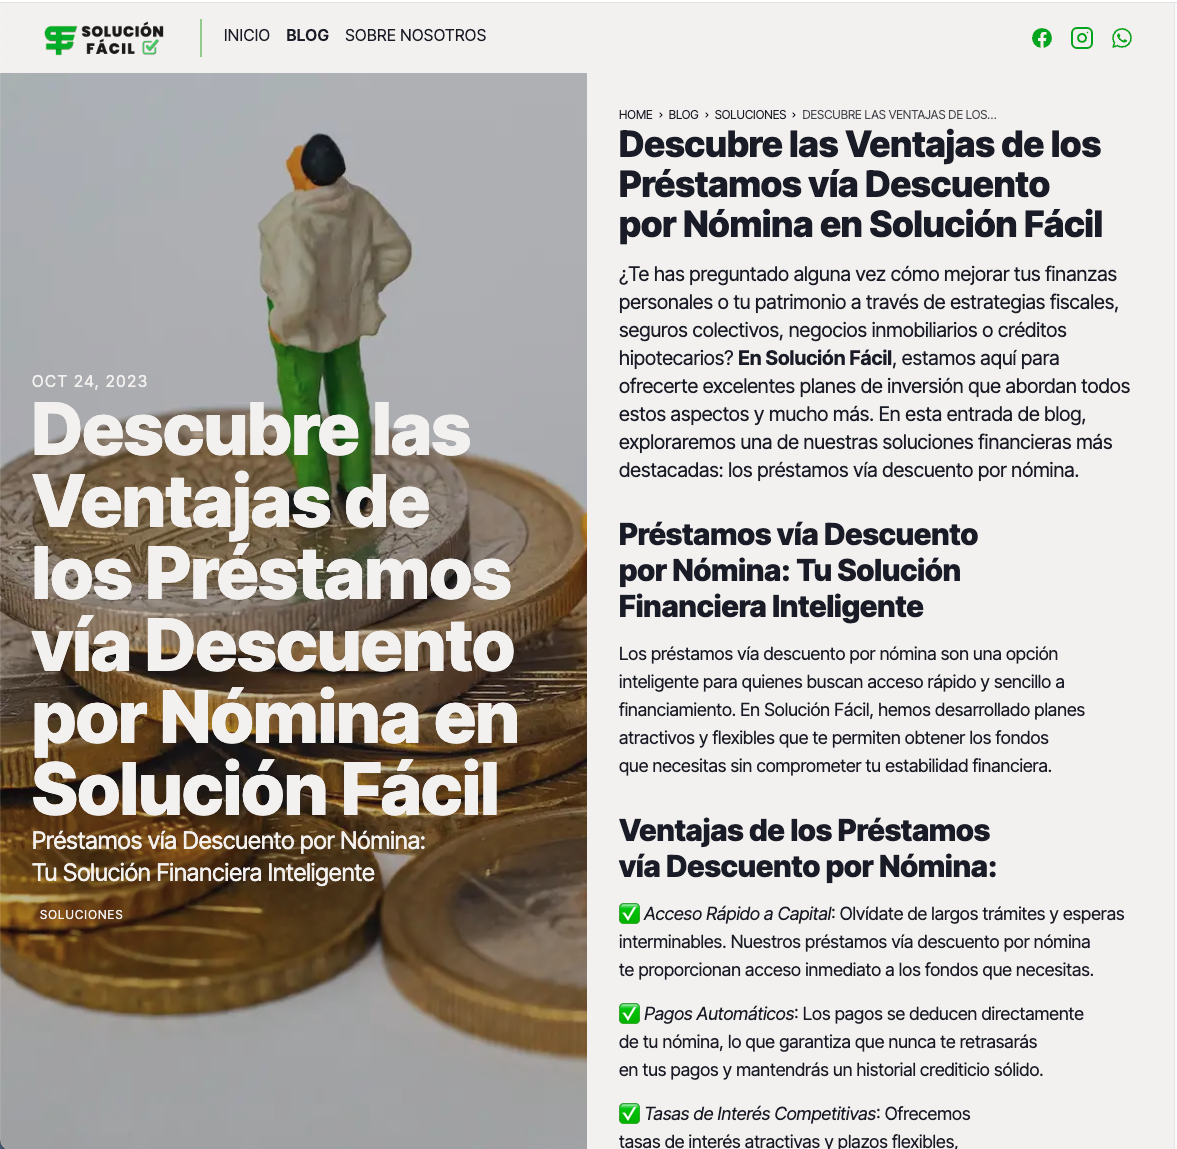 SOLUCIÓN
FÁCIL
INICIO BLOG SOBRE NOSOTROS
OCT 24, 2023
Descubre las
Ventajas de
los Préstamos
vía Descuento
por Nómina en
Solución Fácil
Préstamos vía Descuento por Nómina:
Tu Solución Financiera Inteligente
SOLUCIONES
HOME › BLOG › SOLUCIONES › DESCUBRE LAS VENTAJAS DE LOS...
Descubre las Ventajas de los
Préstamos vía Descuento
por Nómina en Solución Fácil
¿Te has preguntado alguna vez cómo mejorar tus finanzas
personales o tu patrimonio a través de estrategias fiscales,
seguros colectivos, negocios inmobiliarios o créditos
hipotecarios? En Solución Fácil, estamos aquí para
ofrecerte excelentes planes de inversión que abordan todos
estos aspectos y mucho más. En esta entrada de blog,
exploraremos una de nuestras soluciones financieras más
destacadas: los préstamos vía descuento por nómina.
Préstamos vía Descuento
por Nómina: Tu Solución
Financiera Inteligente
Los préstamos vía descuento por nómina son una opción
inteligente para quienes buscan acceso rápido y sencillo a
financiamiento. En Solución Fácil, hemos desarrollado planes
atractivos y flexibles que te permiten obtener los fondos
que necesitas sin comprometer tu estabilidad financiera.
Ventajas de los Préstamos
vía Descuento por Nómina:
✅ Acceso Rápido a Capital: Olvídate de largos trámites y esperas
interminables. Nuestros préstamos vía descuento por nómina
te proporcionan acceso inmediato a los fondos que necesitas.
✅ Pagos Automáticos: Los pagos se deducen directamente
de tu nómina, lo que garantiza que nunca te retrasarás
en tus pagos y mantendrás un historial crediticio sólido.
✅ Tasas de Interés Competitivas: Ofrecemos
tasas de interés atractivas y plazos flexibles,